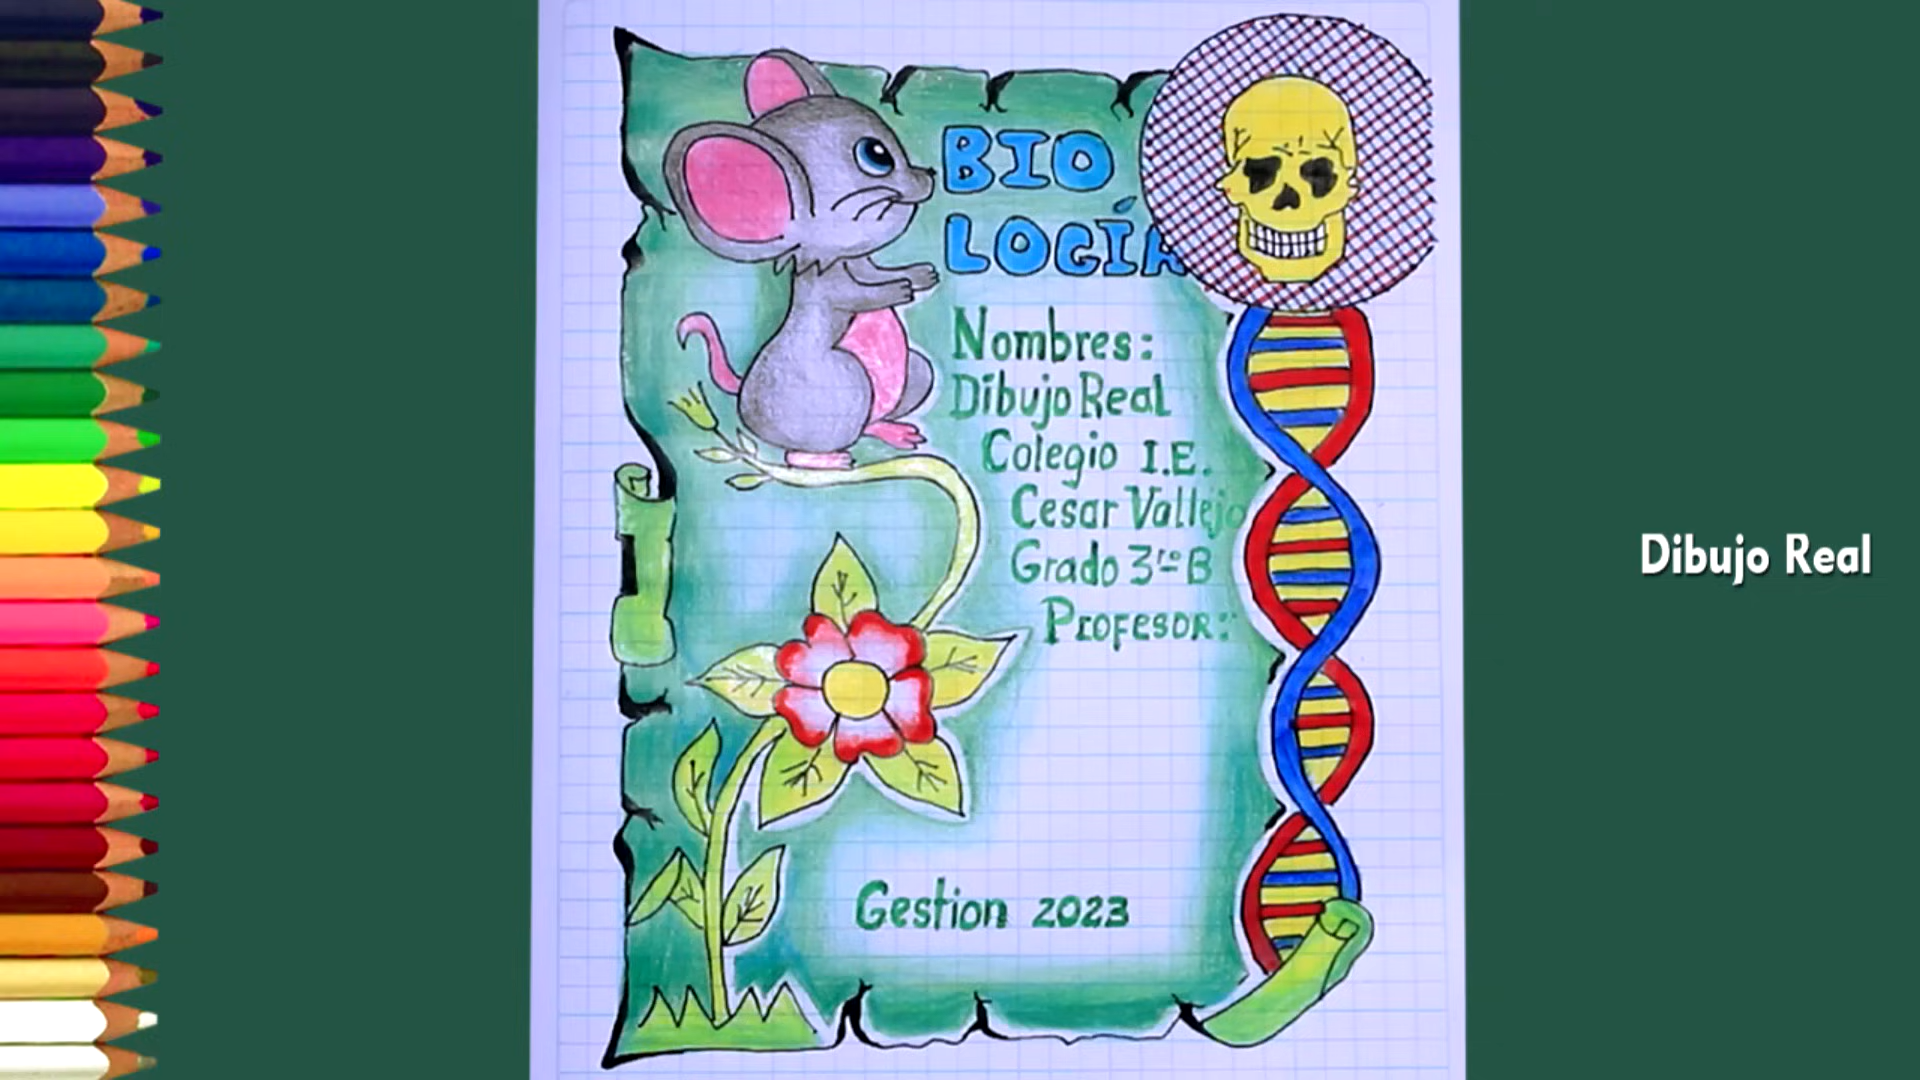 BIO
LOGÍA
Nombres:
Dibujo Real
Colegio I.E.
Cesar Vallejo
Grado 3ro B
Profesor:
Gestion 2023
Dibujo Real